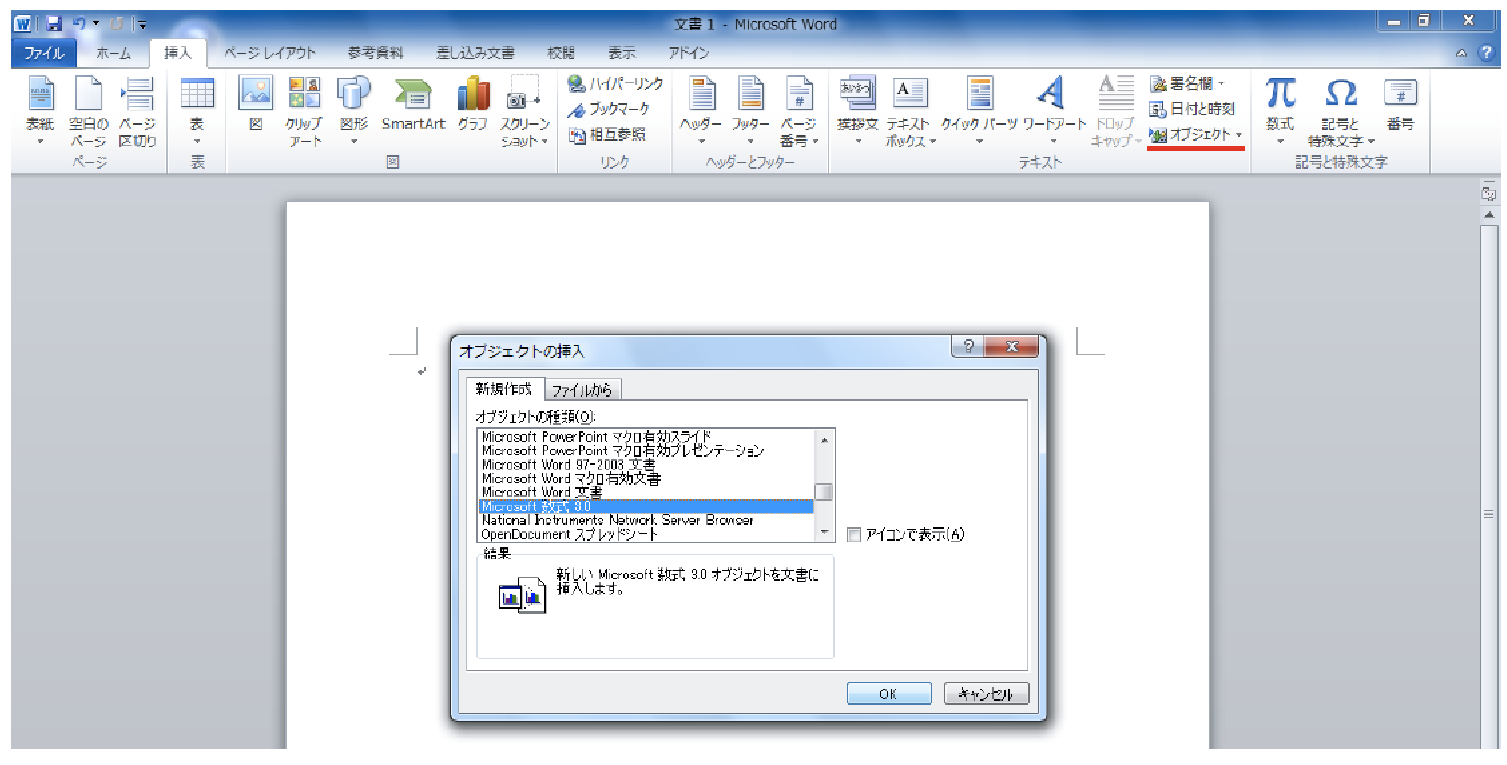 文書 1 - Microsoft Word
ファイル ホーム 挿入 ページ レイアウト 参考資料 差し込み文書 校閲 表示 アドイン
表紙
空白の
ページ
ページ
区切り
ページ
表
表
図
クリップ
アート
図形
SmartArt
グラフ
スクリーン
ショット
図
ハイパーリンク
ブックマーク
相互参照
リンク
ヘッダー
フッター
ページ
番号
ヘッダーとフッター
あいさつ
挨拶文
テキスト
ボックス
クイック パーツ
ワードアート
ドロップ
キャップ
署名欄
日付と時刻
オブジェクト
テキスト
π
数式
Ω
記号と
特殊文字
#
番号
記号と特殊文字
オブジェクトの挿入
新規作成 ファイルから
オブジェクトの種類(O):
Microsoft PowerPoint マクロ有効スライド
Microsoft PowerPoint マクロ有効プレゼンテーション
Microsoft Word 97-2003 文書
Microsoft Word マクロ有効文書
Microsoft Word 文書
Microsoft 数式 3.0
National Instruments Network Server Browser
OpenDocument スプレッドシート
アイコンで表示(A)
結果
新しい Microsoft 数式 3.0 オブジェクトを文書に
挿入します。
OK キャンセル